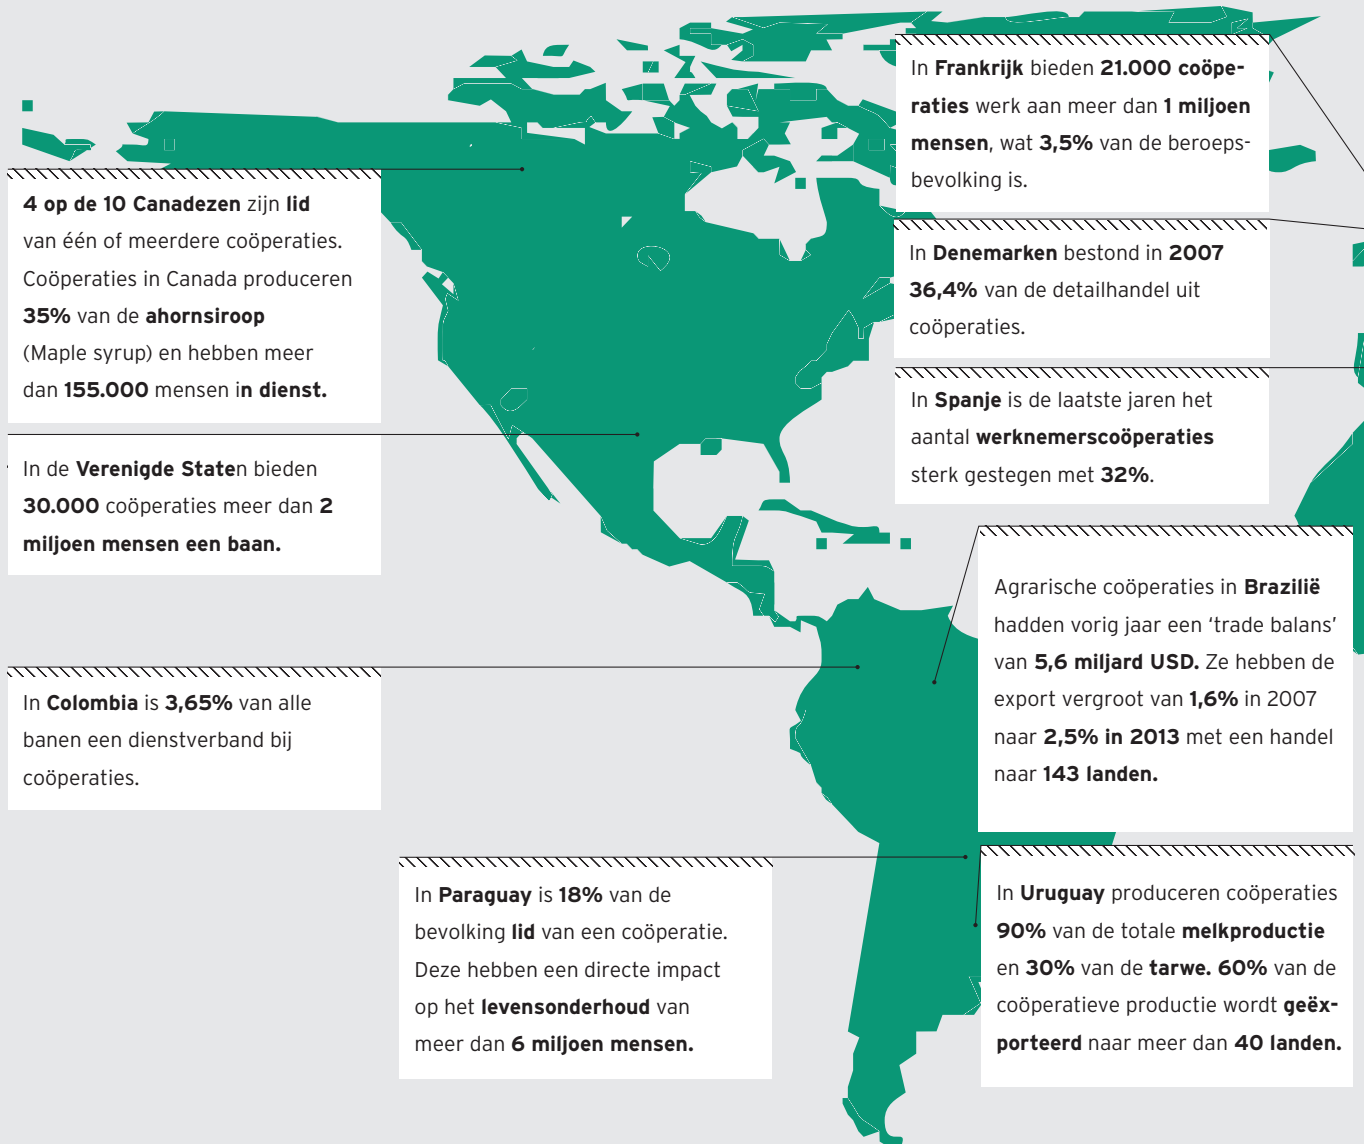 4 op de 10 Canadezen zijn lid
van één of meerdere coöperaties.
Coöperaties in Canada produceren
35% van de ahornsiroop
(Maple syrup) en hebben meer
dan 155.000 mensen in dienst.
In de Verenigde Staten bieden
30.000 coöperaties meer dan 2
miljoen mensen een baan.
In Colombia is 3,65% van alle
banen een dienstverband bij
coöperaties.
In Paraguay is 18% van de
bevolking lid van een coöperatie.
Deze hebben een directe impact
op het levensonderhoud van
meer dan 6 miljoen mensen.
In Frankrijk bieden 21.000 coöpe-
raties werk aan meer dan 1 miljoen
mensen, wat 3,5% van de beroeps-
bevolking is.
In Denemarken bestond in 2007
36,4% van de detailhandel uit
coöperaties.
In Spanje is de laatste jaren het
aantal werknemerscoöperaties
sterk gestegen met 32%.
Agrarische coöperaties in Brazilië
hadden vorig jaar een ‘trade balans’
van 5,6 miljard USD. Ze hebben de
export vergroot van 1,6% in 2007
naar 2,5% in 2013 met een handel
naar 143 landen.
In Uruguay produceren coöperaties
90% van de totale melkproductie
en 30% van de tarwe. 60% van de
coöperatieve productie wordt geëx-
porteerd naar meer dan 40 landen.